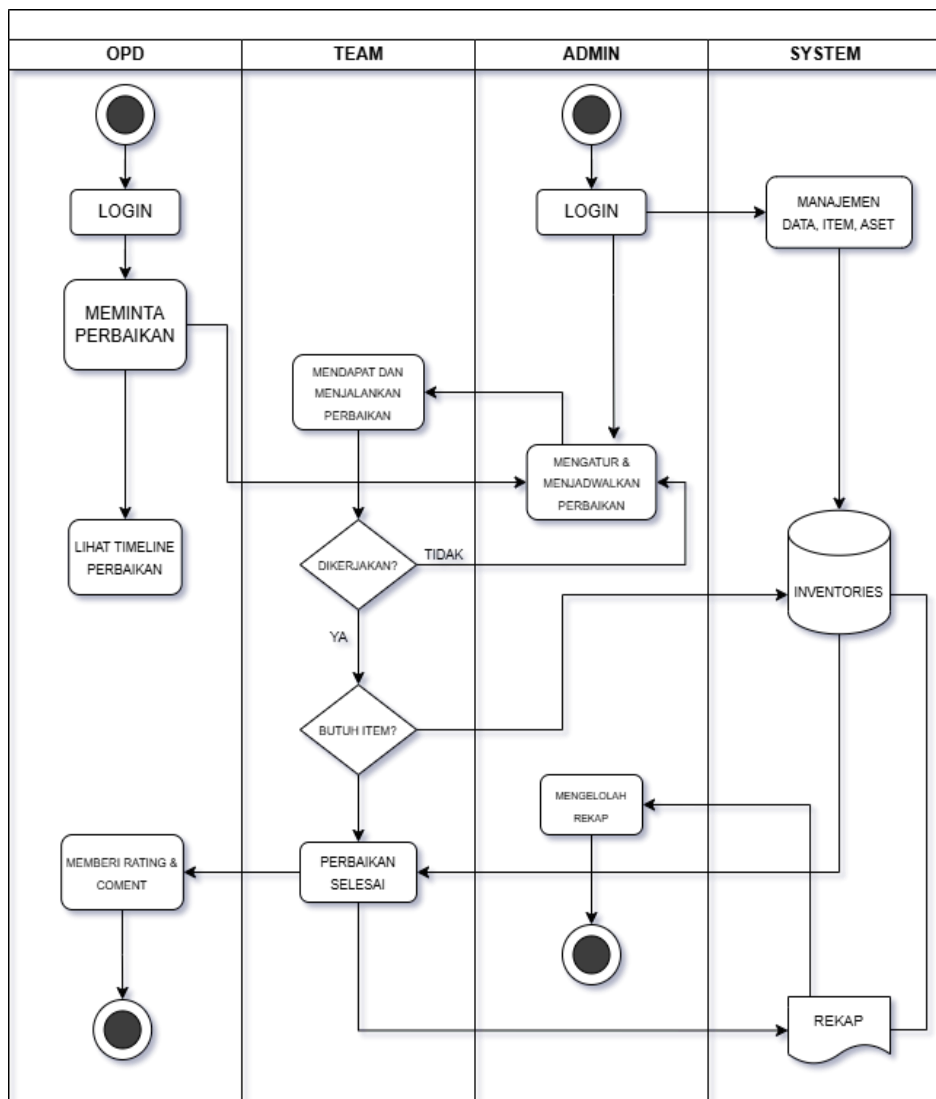 OPD
TEAM
ADMIN
SYSTEM
LOGIN
LOGIN
MANAJEMEN
DATA, ITEM, ASET
MEMINTA
PERBAIKAN
MENDAPAT DAN
MENJALANKAN
PERBAIKAN
MENGATUR &
MENJADWALKAN
PERBAIKAN
LIHAT TIMELINE
PERBAIKAN
DIKERJAKAN?
TIDAK
INVENTORIES
YA
BUTUH ITEM?
MENGELOLAH
REKAP
MEMBERI RATING &
COMENT
PERBAIKAN
SELESAI
REKAP